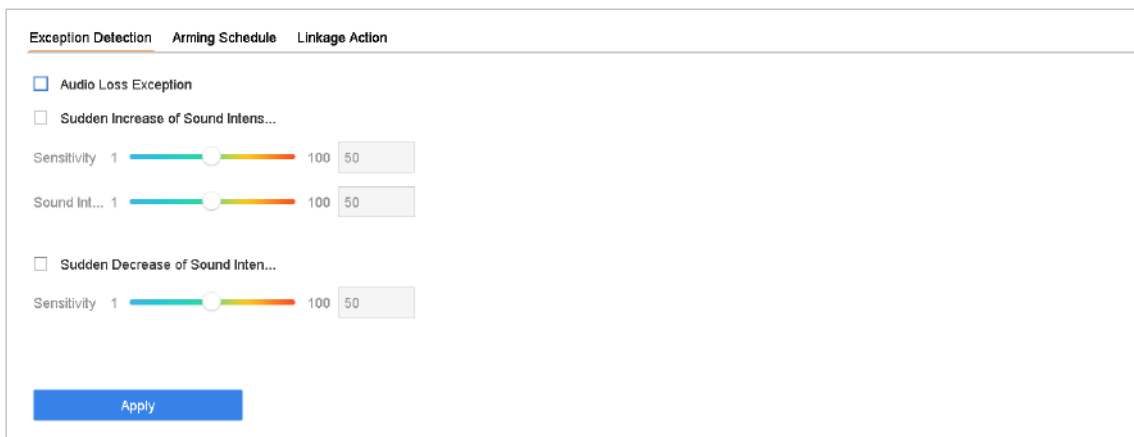 Exception Detection Arming Schedule Linkage Action
Audio Loss Exception
Sudden Increase of Sound Intens...
Sensitivity 1 100 50
Sound Int... 1 100 50
Sudden Decrease of Sound Inten...
Sensitivity 1 100 50
Apply